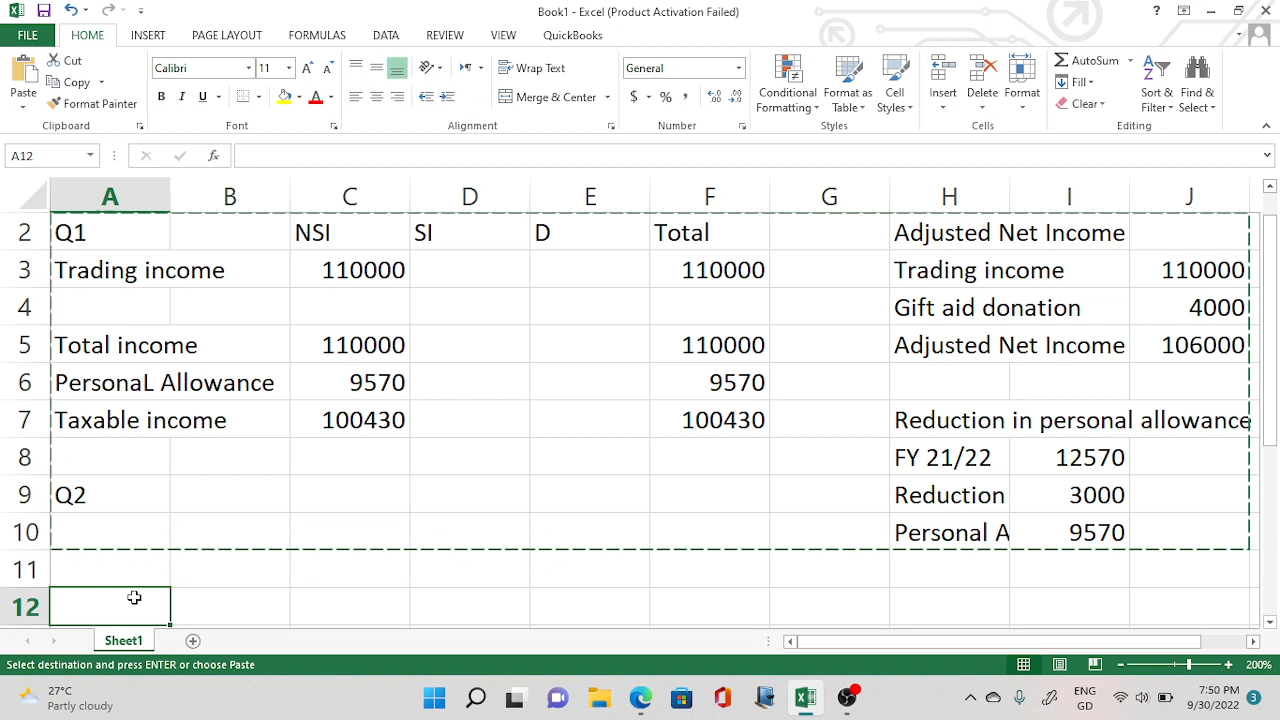 Book1 - Excel (Product Activation Failed)
FILE HOME INSERT PAGE LAYOUT FORMULAS DATA REVIEW VIEW QuickBooks
Paste
Cut
Copy
Format Painter
Clipboard
Calibri 11
B I U
Font
Wrap Text
Merge & Center
Alignment
General
$ % ,
Number
Conditional Formatting
Format as Table
Cell Styles
Styles
Insert Delete Format
Cells
AutoSum
Fill
Clear
Sort & Filter
Find & Select
Editing
A12 fx
A B C D E F G H I J
2 Q1 NSI SI D Total Adjusted Net Income
3 Trading income 110000 110000 Trading income 110000
4 Gift aid donation 4000
5 Total income 110000 110000 Adjusted Net Income 106000
6 PersonaL Allowance 9570 9570
7 Taxable income 100430 100430 Reduction in personal allowance
8 FY 21/22 12570
9 Q2 Reduction 3000
10 Personal A 9570
11
12
Sheet1
Select destination and press ENTER or choose Paste 200%
27°C
Partly cloudy
ENG
GD
7:50 PM
9/30/2022
3